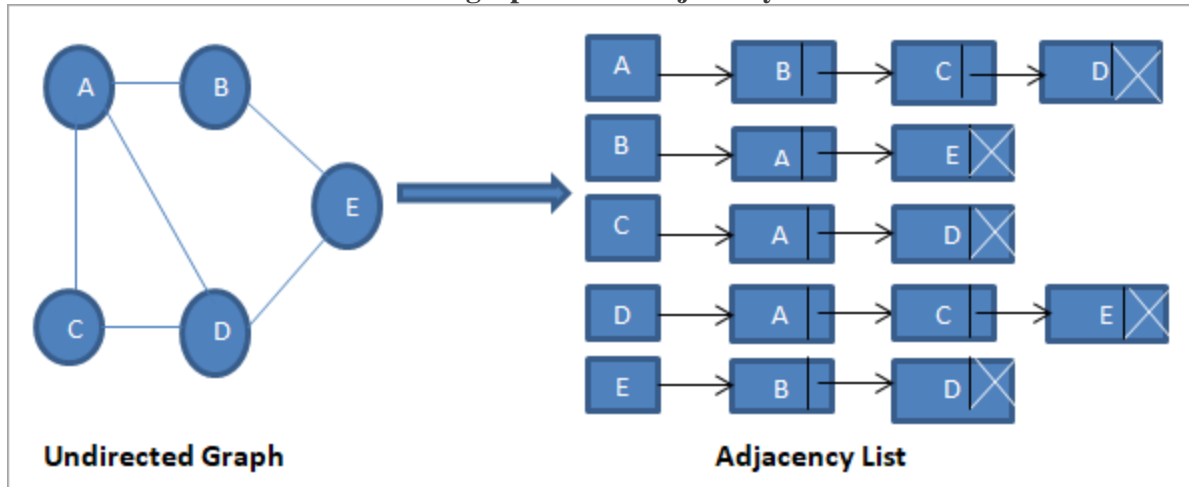 A B
E
C D
A B C D
B A E
C A D
D A C E
E B D
Undirected Graph
Adjacency List